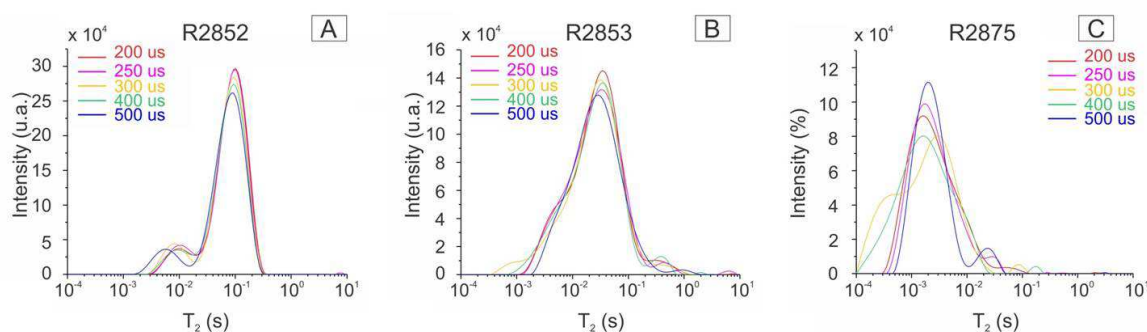 R2852
A
x 10⁴
200 us
250 us
300 us
400 us
500 us
30
25
20
15
10
5
0
Intensity (u.a.)
10⁻⁴ 10⁻³ 10⁻² 10⁻¹ 10⁰ 10¹
T₂ (s)
R2853
B
x 10⁴
200 us
250 us
300 us
400 us
500 us
16
14
12
10
8
6
4
2
0
Intensity (u.a.)
10⁻⁴ 10⁻³ 10⁻² 10⁻¹ 10⁰ 10¹
T₂ (s)
R2875
C
x 10⁴
200 us
250 us
300 us
400 us
500 us
12
10
8
6
4
2
0
Intensity (%)
10⁻⁴ 10⁻³ 10⁻² 10⁻¹ 10⁰ 10¹
T₂ (s)